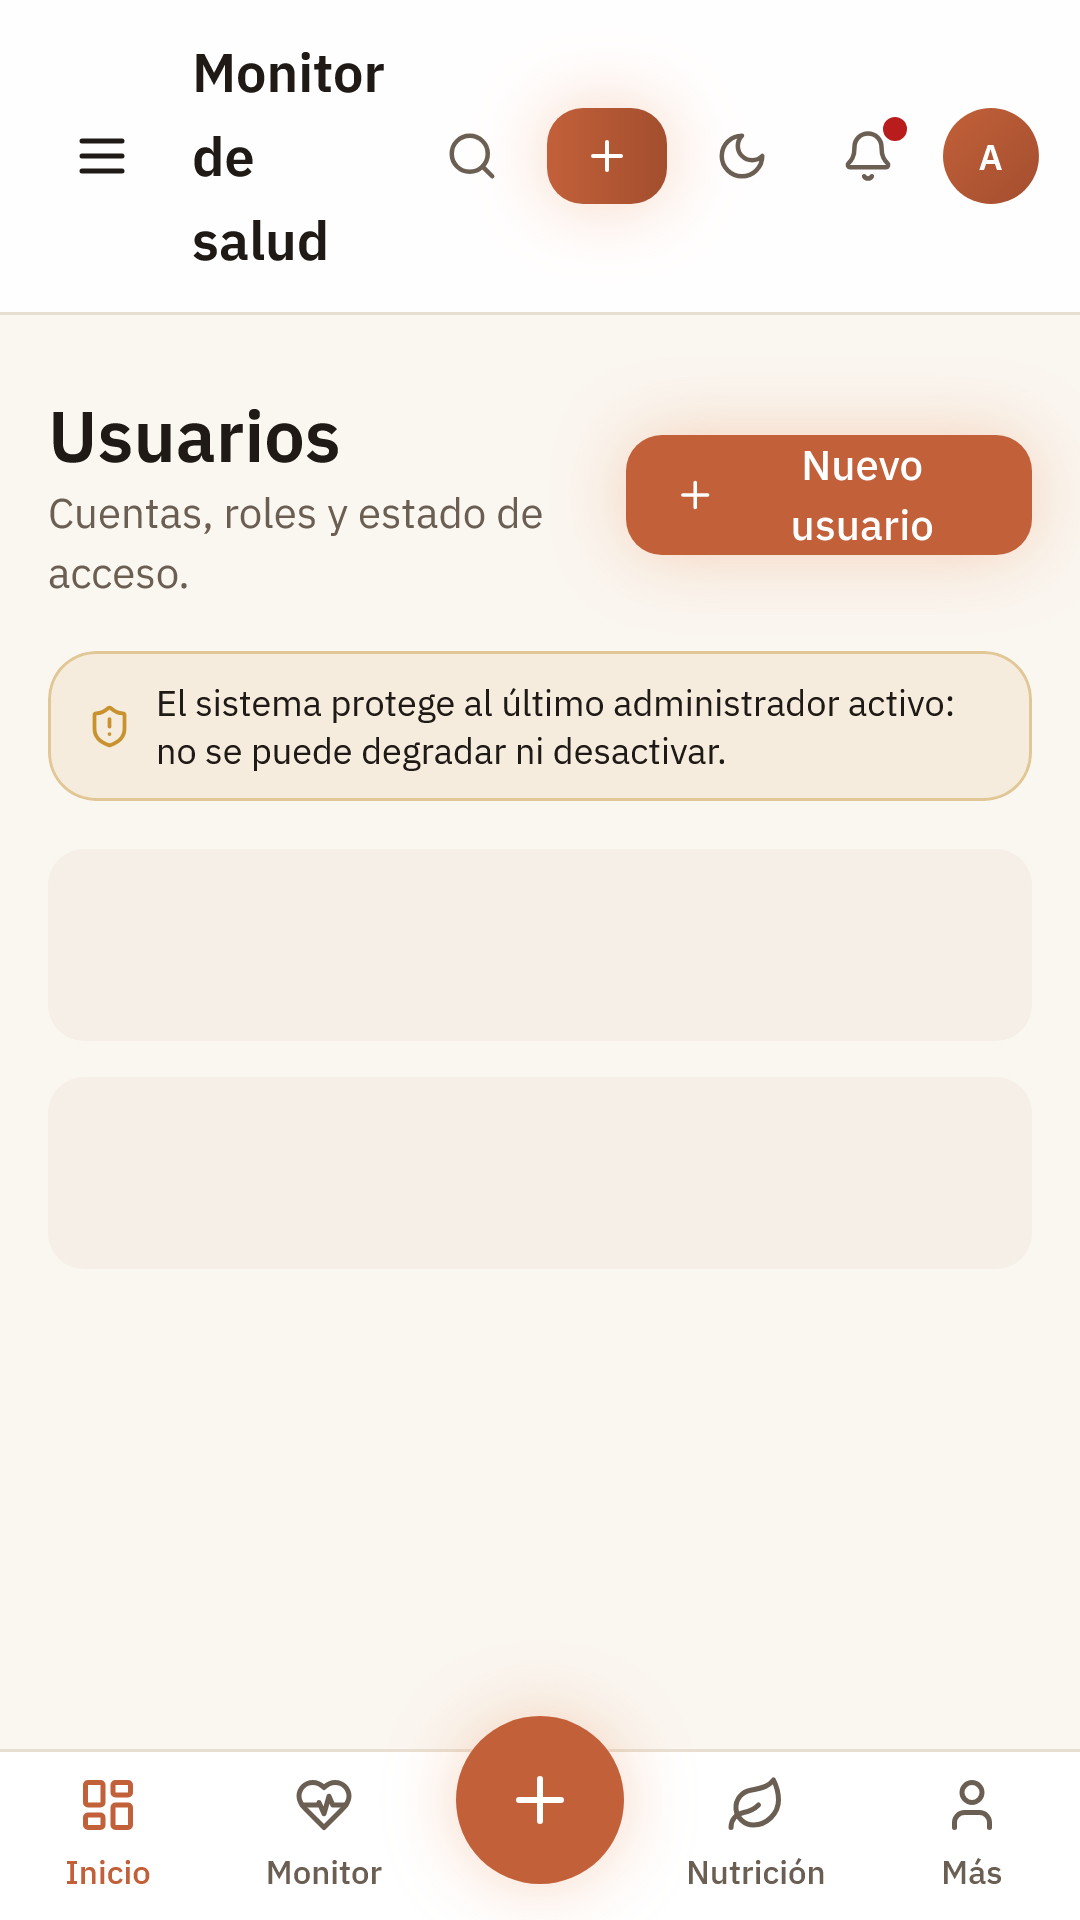 Monitor
de
salud
A
Usuarios
Cuentas, roles y estado de
acceso.
Nuevo
usuario
El sistema protege al último administrador activo:
no se puede degradar ni desactivar.
Inicio
Monitor
Nutrición
Más